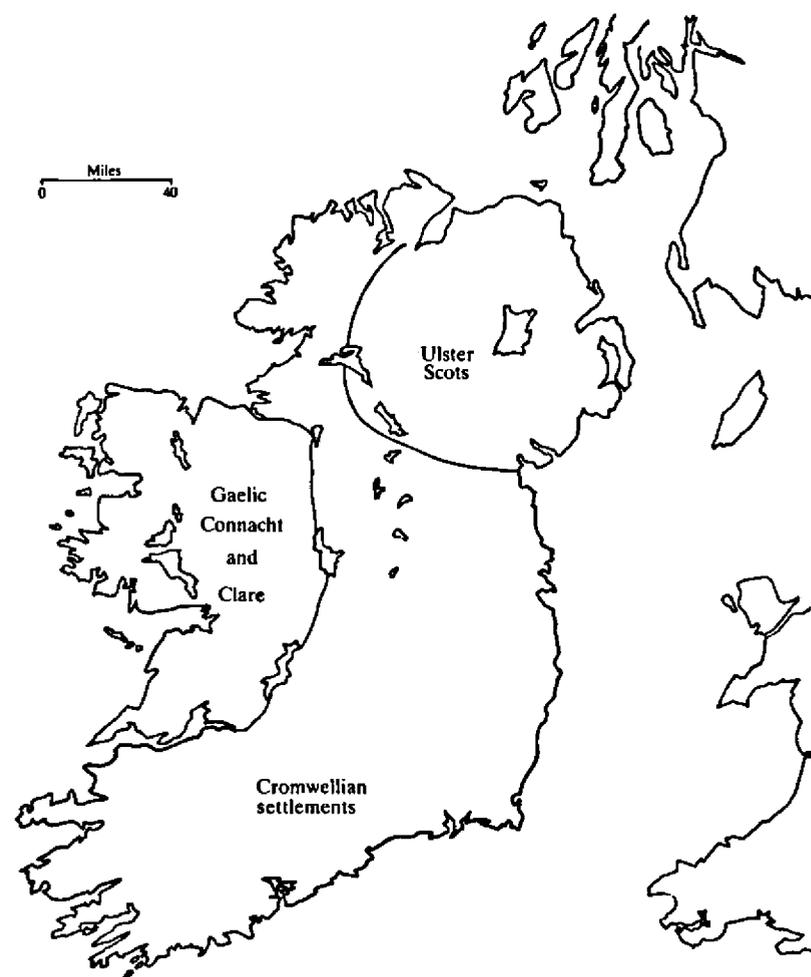 Miles
0 40
Ulster
Scots
Gaelic
Connacht
and
Clare
Cromwellian
settlements